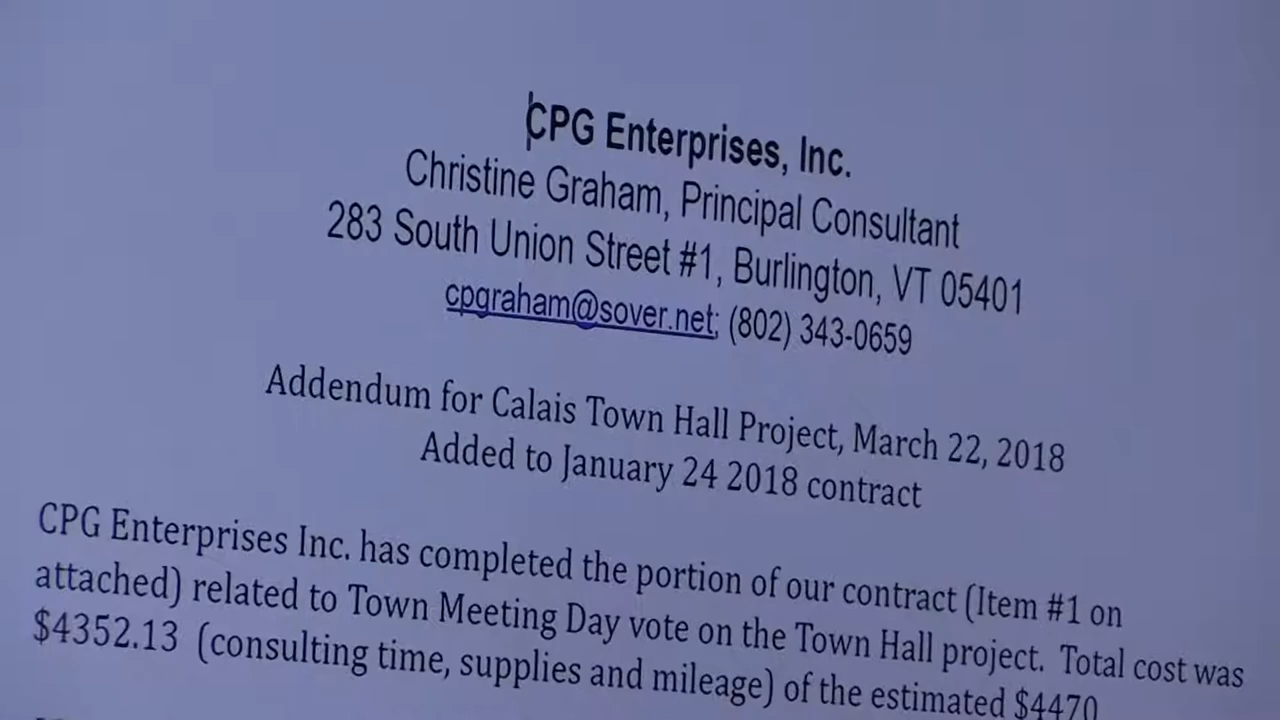 CPG Enterprises, Inc.
Christine Graham, Principal Consultant
283 South Union Street #1, Burlington, VT 05401
cpgraham@sover.net; (802) 343-0659
Addendum for Calais Town Hall Project, March 22, 2018
Added to January 24 2018 contract
CPG Enterprises Inc. has completed the portion of our contract (Item #1 on
attached) related to Town Meeting Day vote on the Town Hall project.  Total cost was
$4352.13  (consulting time, supplies and mileage) of the estimated $4470